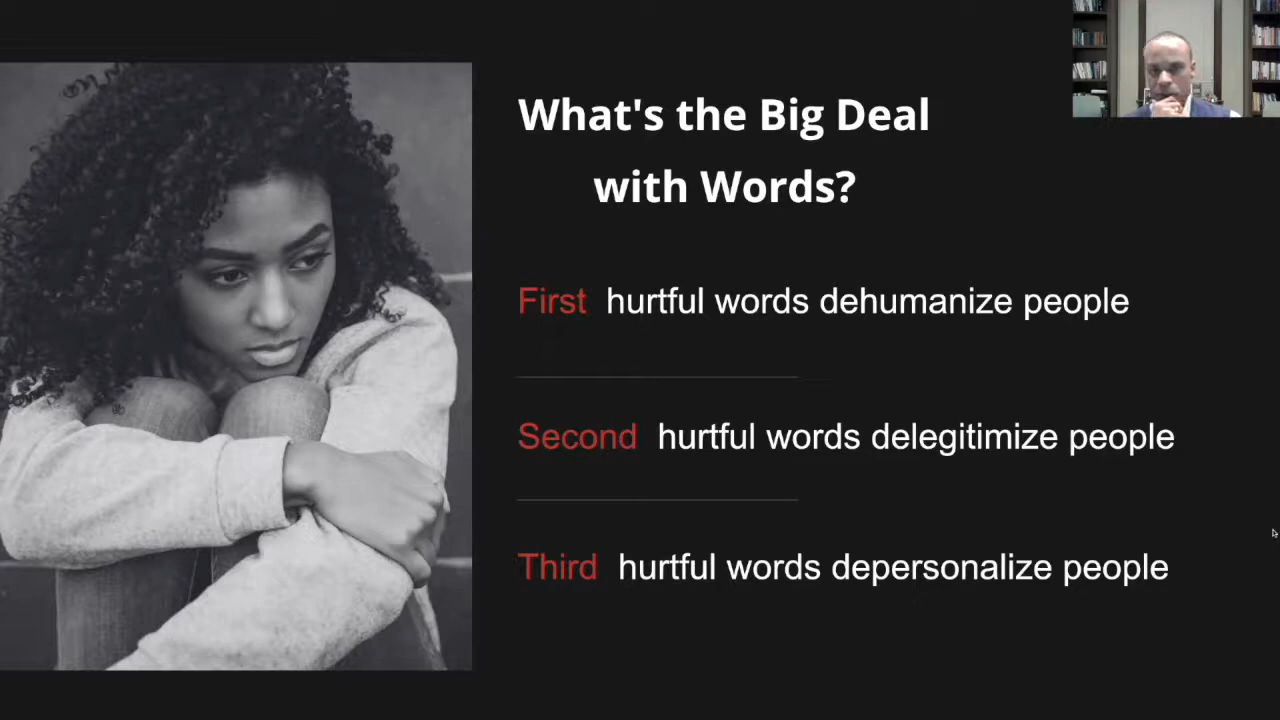 What's the Big Deal
with Words?
First hurtful words dehumanize people
Second hurtful words delegitimize people
Third hurtful words depersonalize people